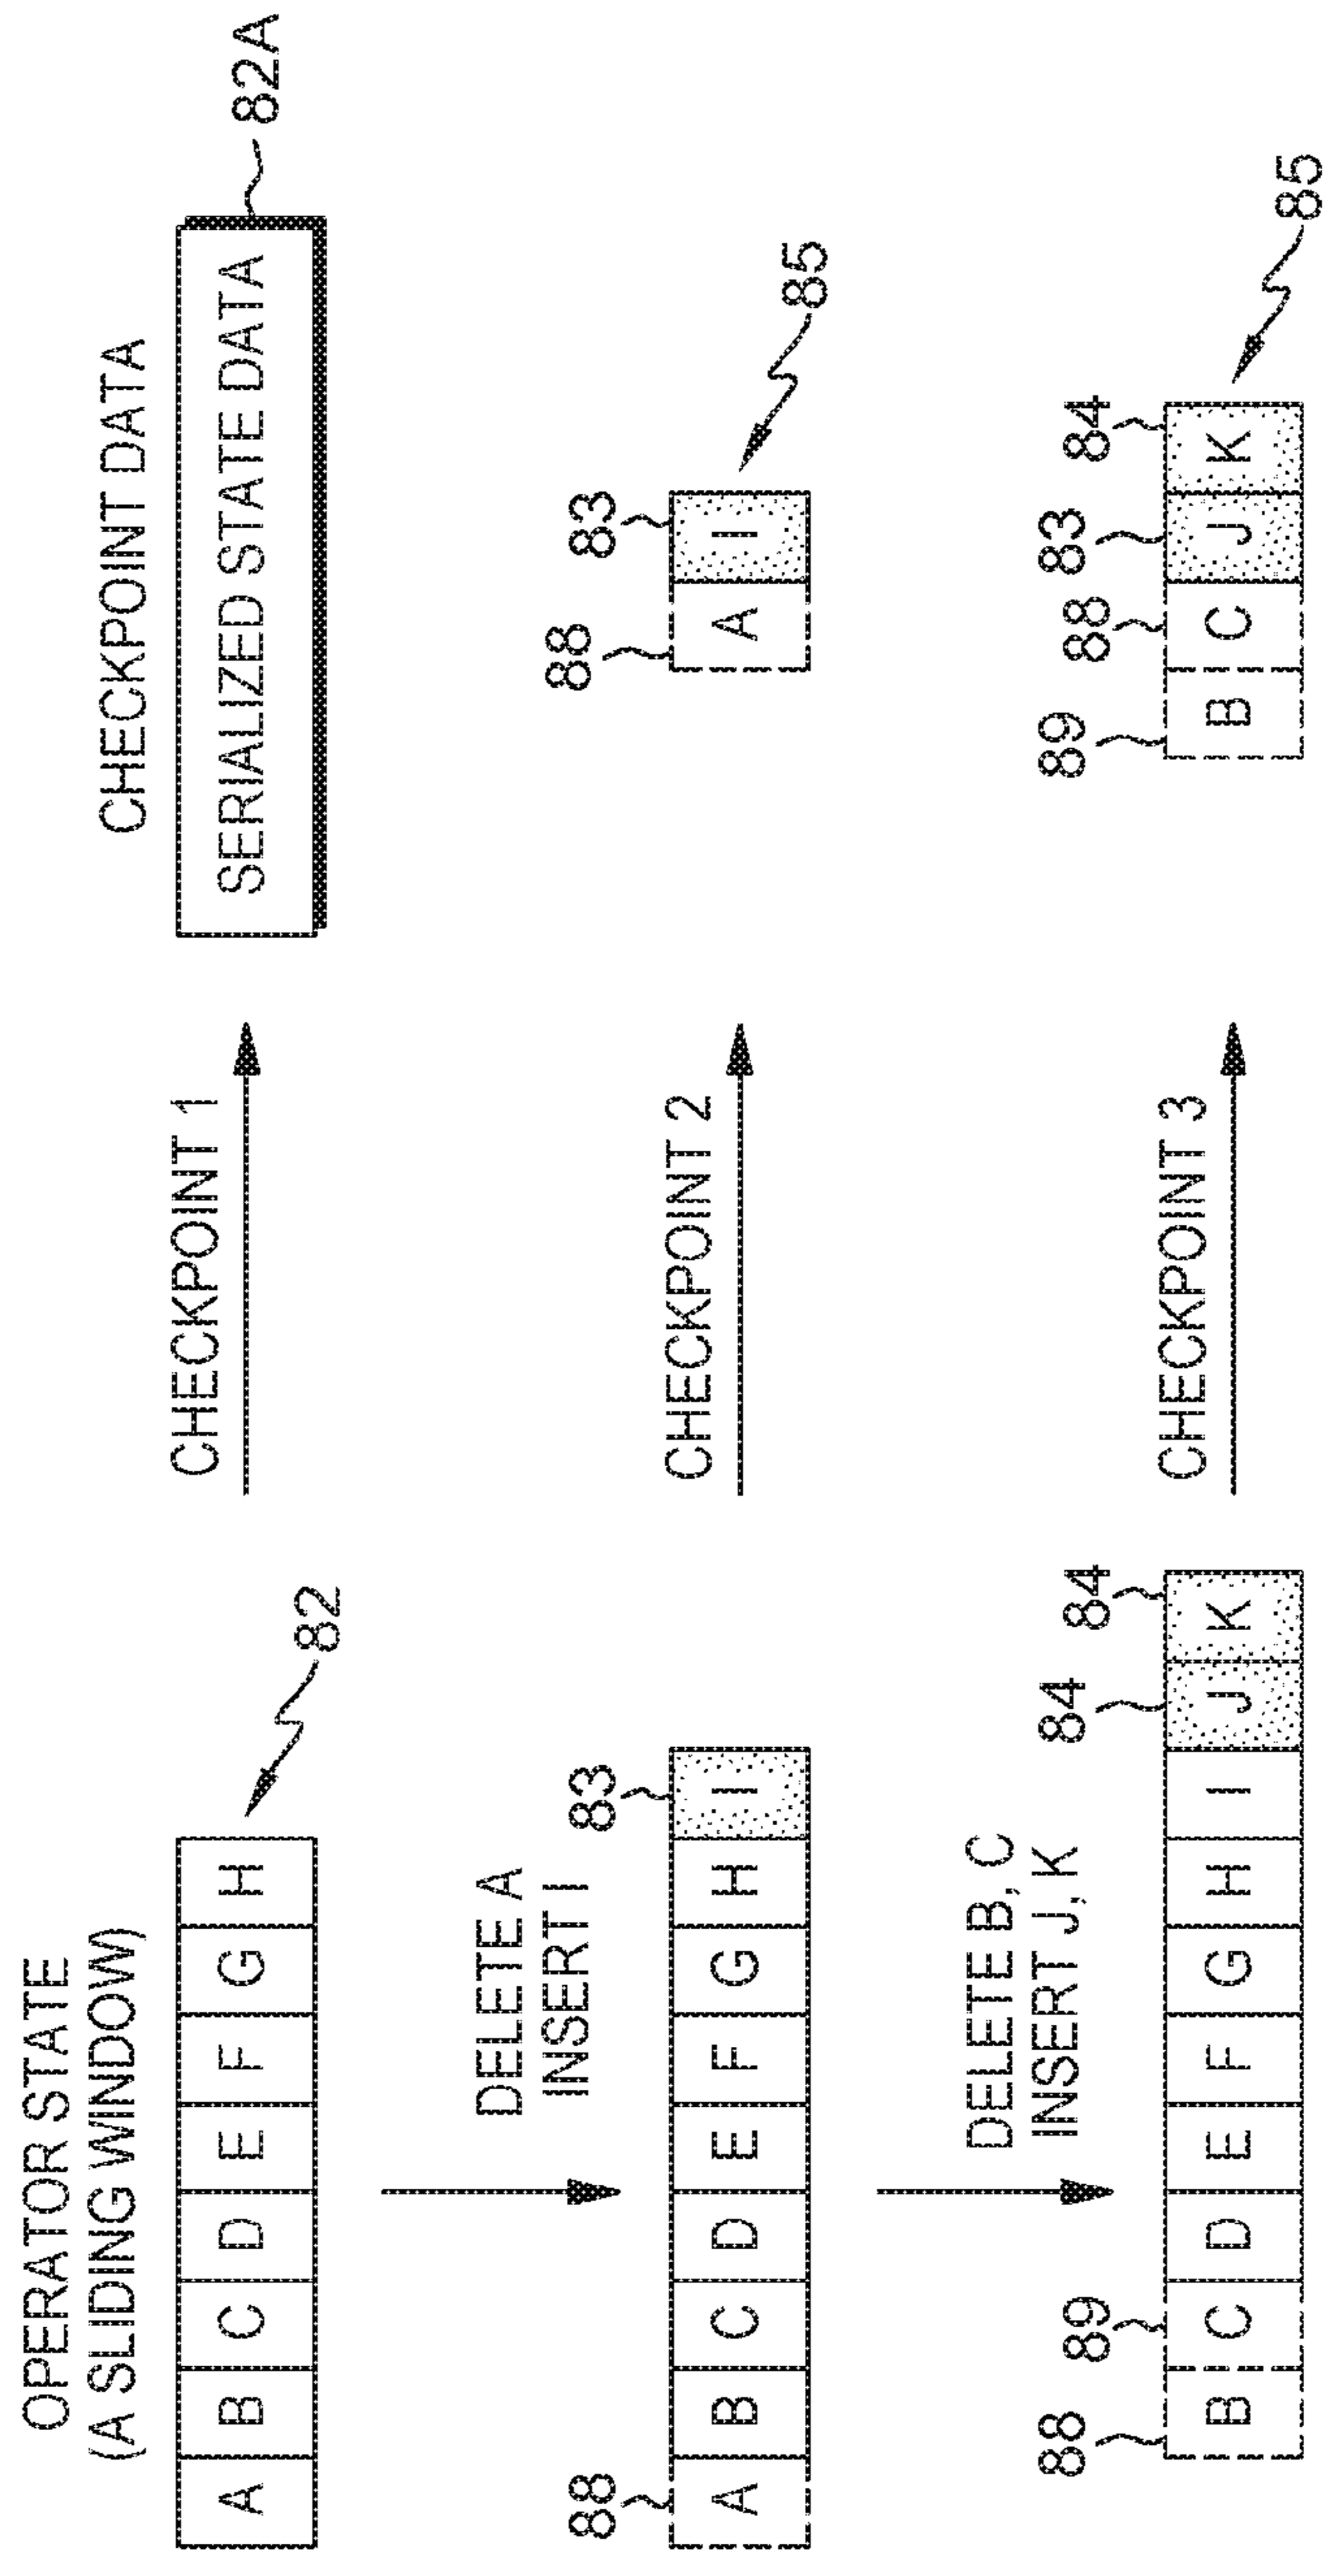 OPERATOR STATE
(A SLIDING WINDOW)
CHECKPOINT DATA
A B C D E F G H
82
CHECKPOINT 1
SERIALIZED STATE DATA
82A
DELETE A
INSERT I
88
83
A B C D E F G H I
CHECKPOINT 2
88
83
A I
85
DELETE B, C
INSERT J, K
88
89
84
84
B C D E F G H I J K
CHECKPOINT 3
89
88
83
84
B C J K
85